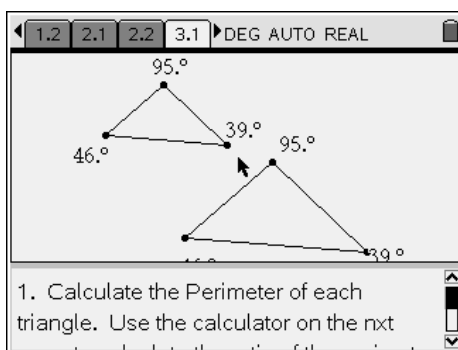 1.2 2.1 2.2 3.1 DEG AUTO REAL
95.°
39.°
95.°
46.°
39.°
1. Calculate the Perimeter of each
triangle. Use the calculator on the nxt